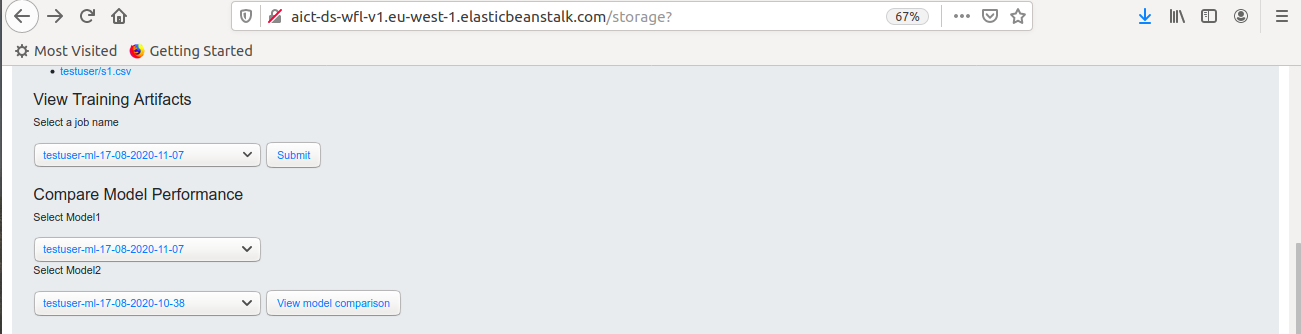 aict-ds-wfl-v1.eu-west-1.elasticbeanstalk.com/storage?
67%
Most Visited
Getting Started
testuser/s1.csv
View Training Artifacts
Select a job name
testuser-ml-17-08-2020-11-07
Submit
Compare Model Performance
Select Model1
testuser-ml-17-08-2020-11-07
Select Model2
testuser-ml-17-08-2020-10-38
View model comparison